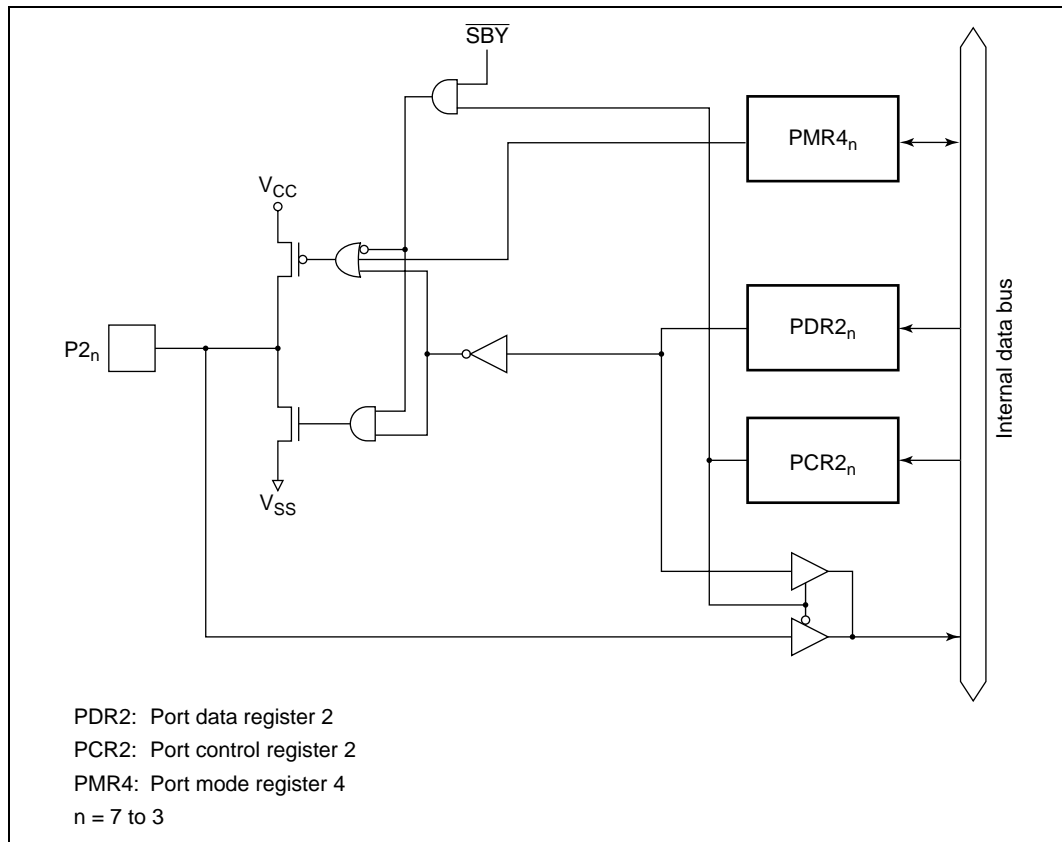 SBY
PMR4n
VCC
PDR2n
P2n
Internal data bus
PCR2n
VSS
PDR2: Port data register 2
PCR2: Port control register 2
PMR4: Port mode register 4
n = 7 to 3